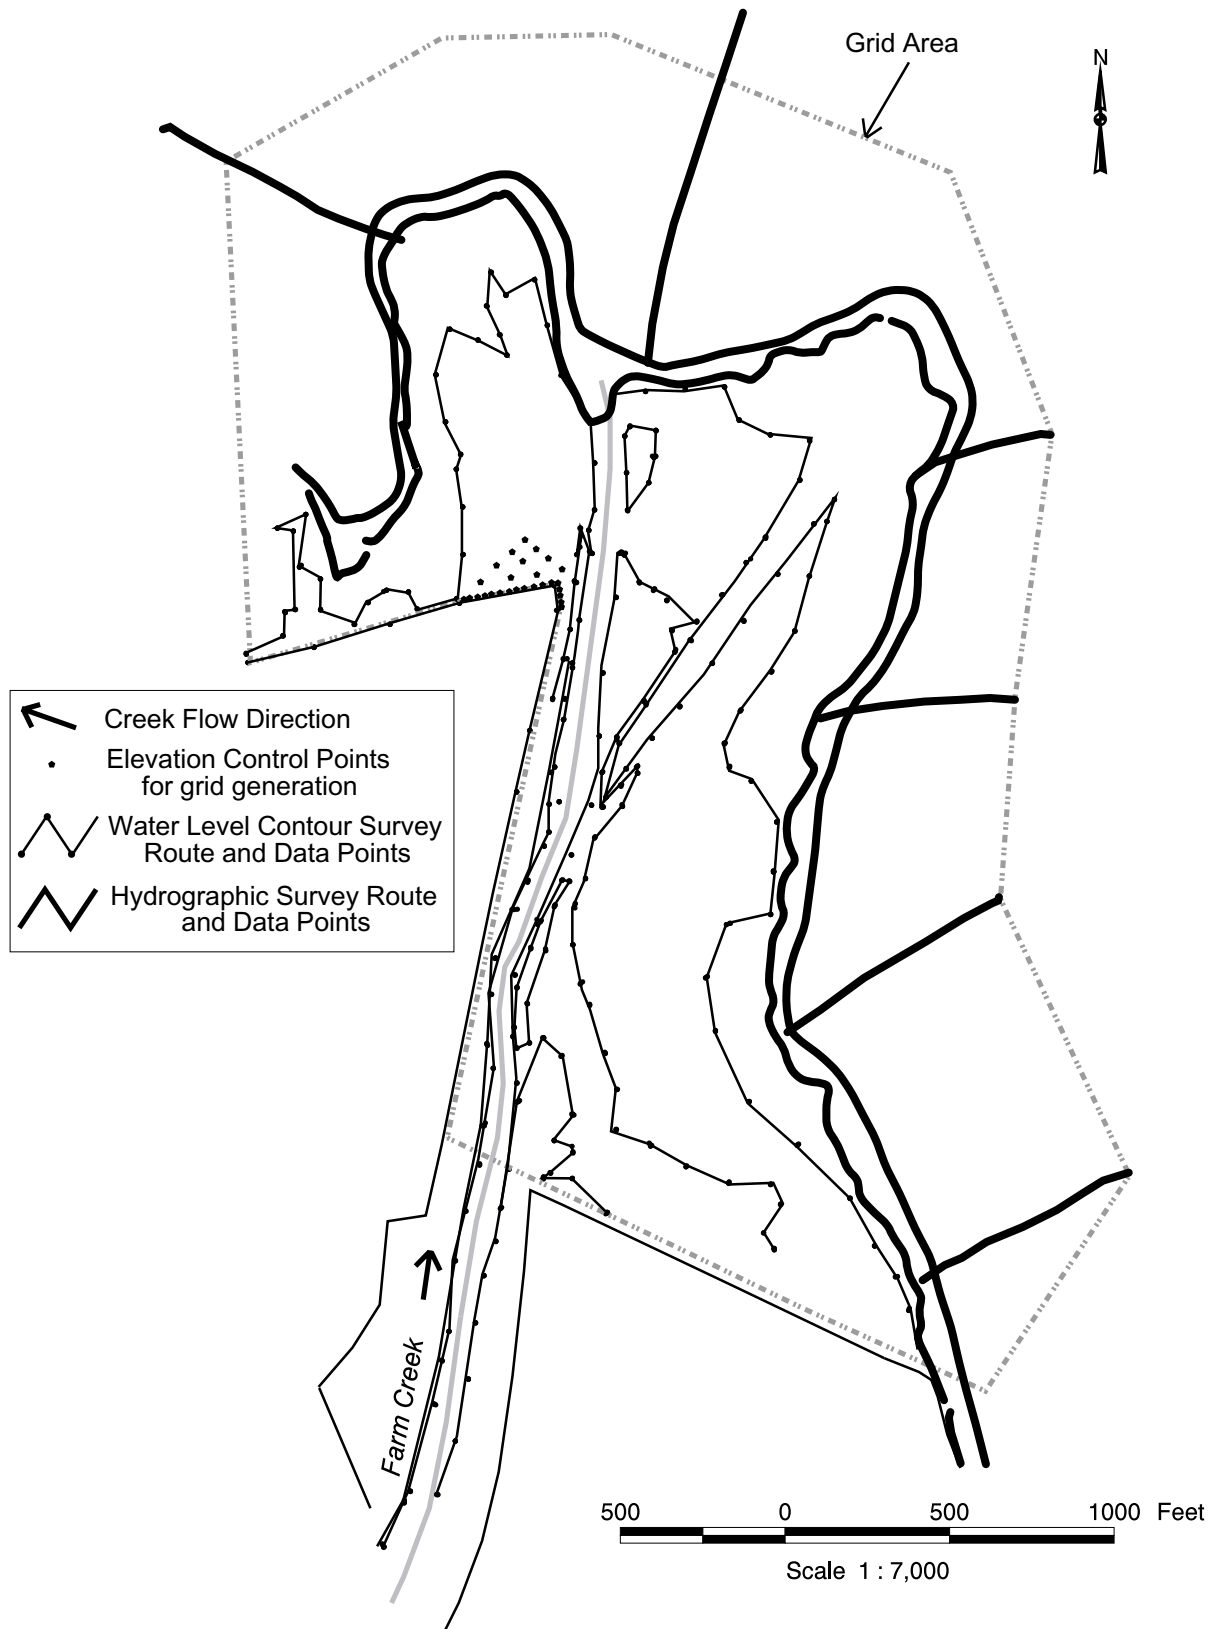 Grid Area
N
Creek Flow Direction
Elevation Control Points
for grid generation
Water Level Contour Survey
Route and Data Points
Hydrographic Survey Route
and Data Points
Farm Creek
500 0 500 1000 Feet
Scale 1 : 7,000